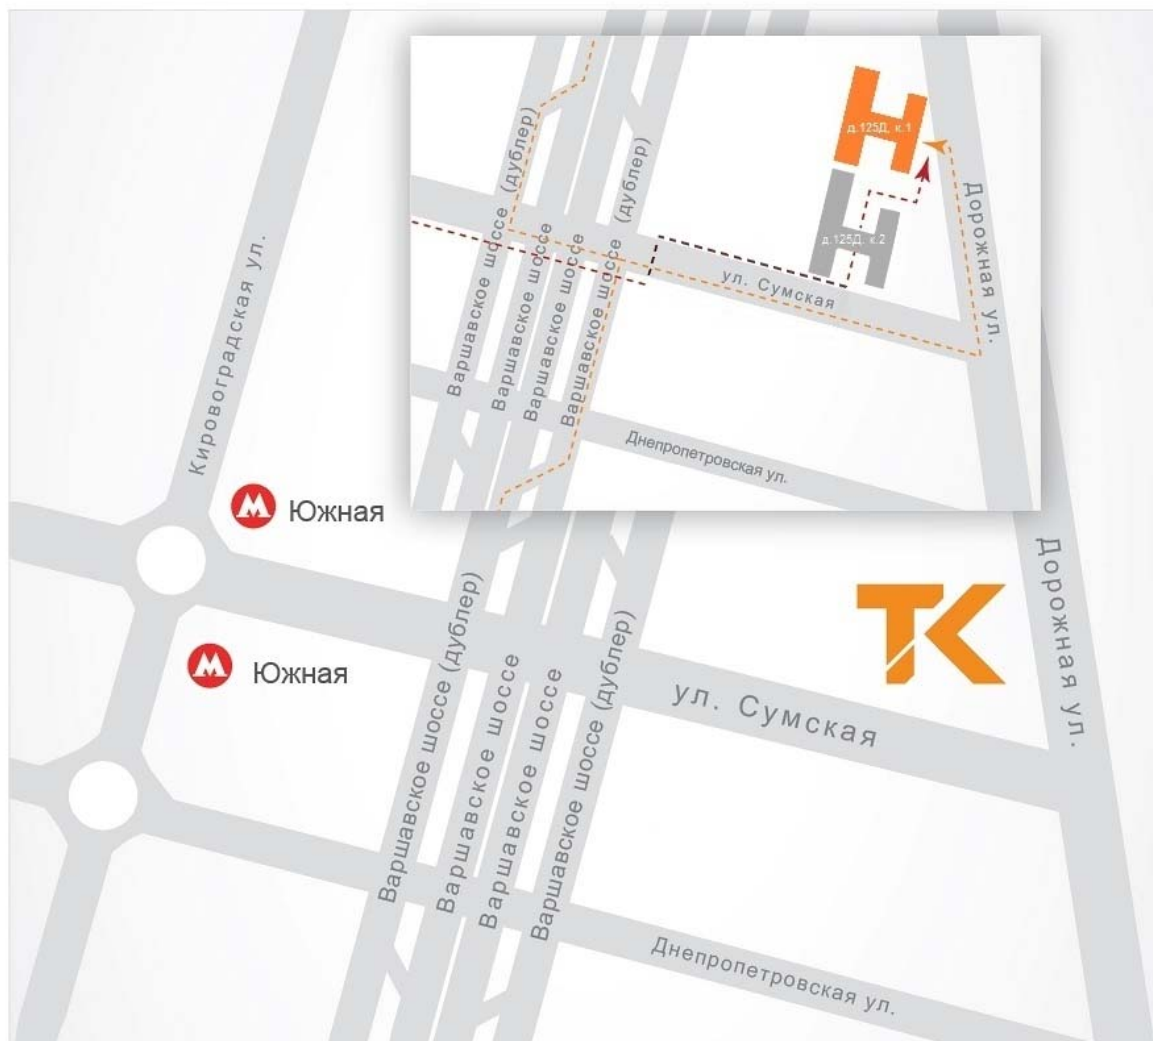 д.125Д, к.1
д.125Д, к.2
Варшавское шоссе (дублер)
Варшавское шоссе
Варшавское шоссе
Варшавское шоссе (дублер)
ул. Сумская
Дорожная ул.
Днепропетровская ул.
Кировоградская ул.
М Южная
М Южная
ТК
Варшавское шоссе (дублер)
Варшавское шоссе
Варшавское шоссе
Варшавское шоссе (дублер)
ул. Сумская
Дорожная ул.
Днепропетровская ул.